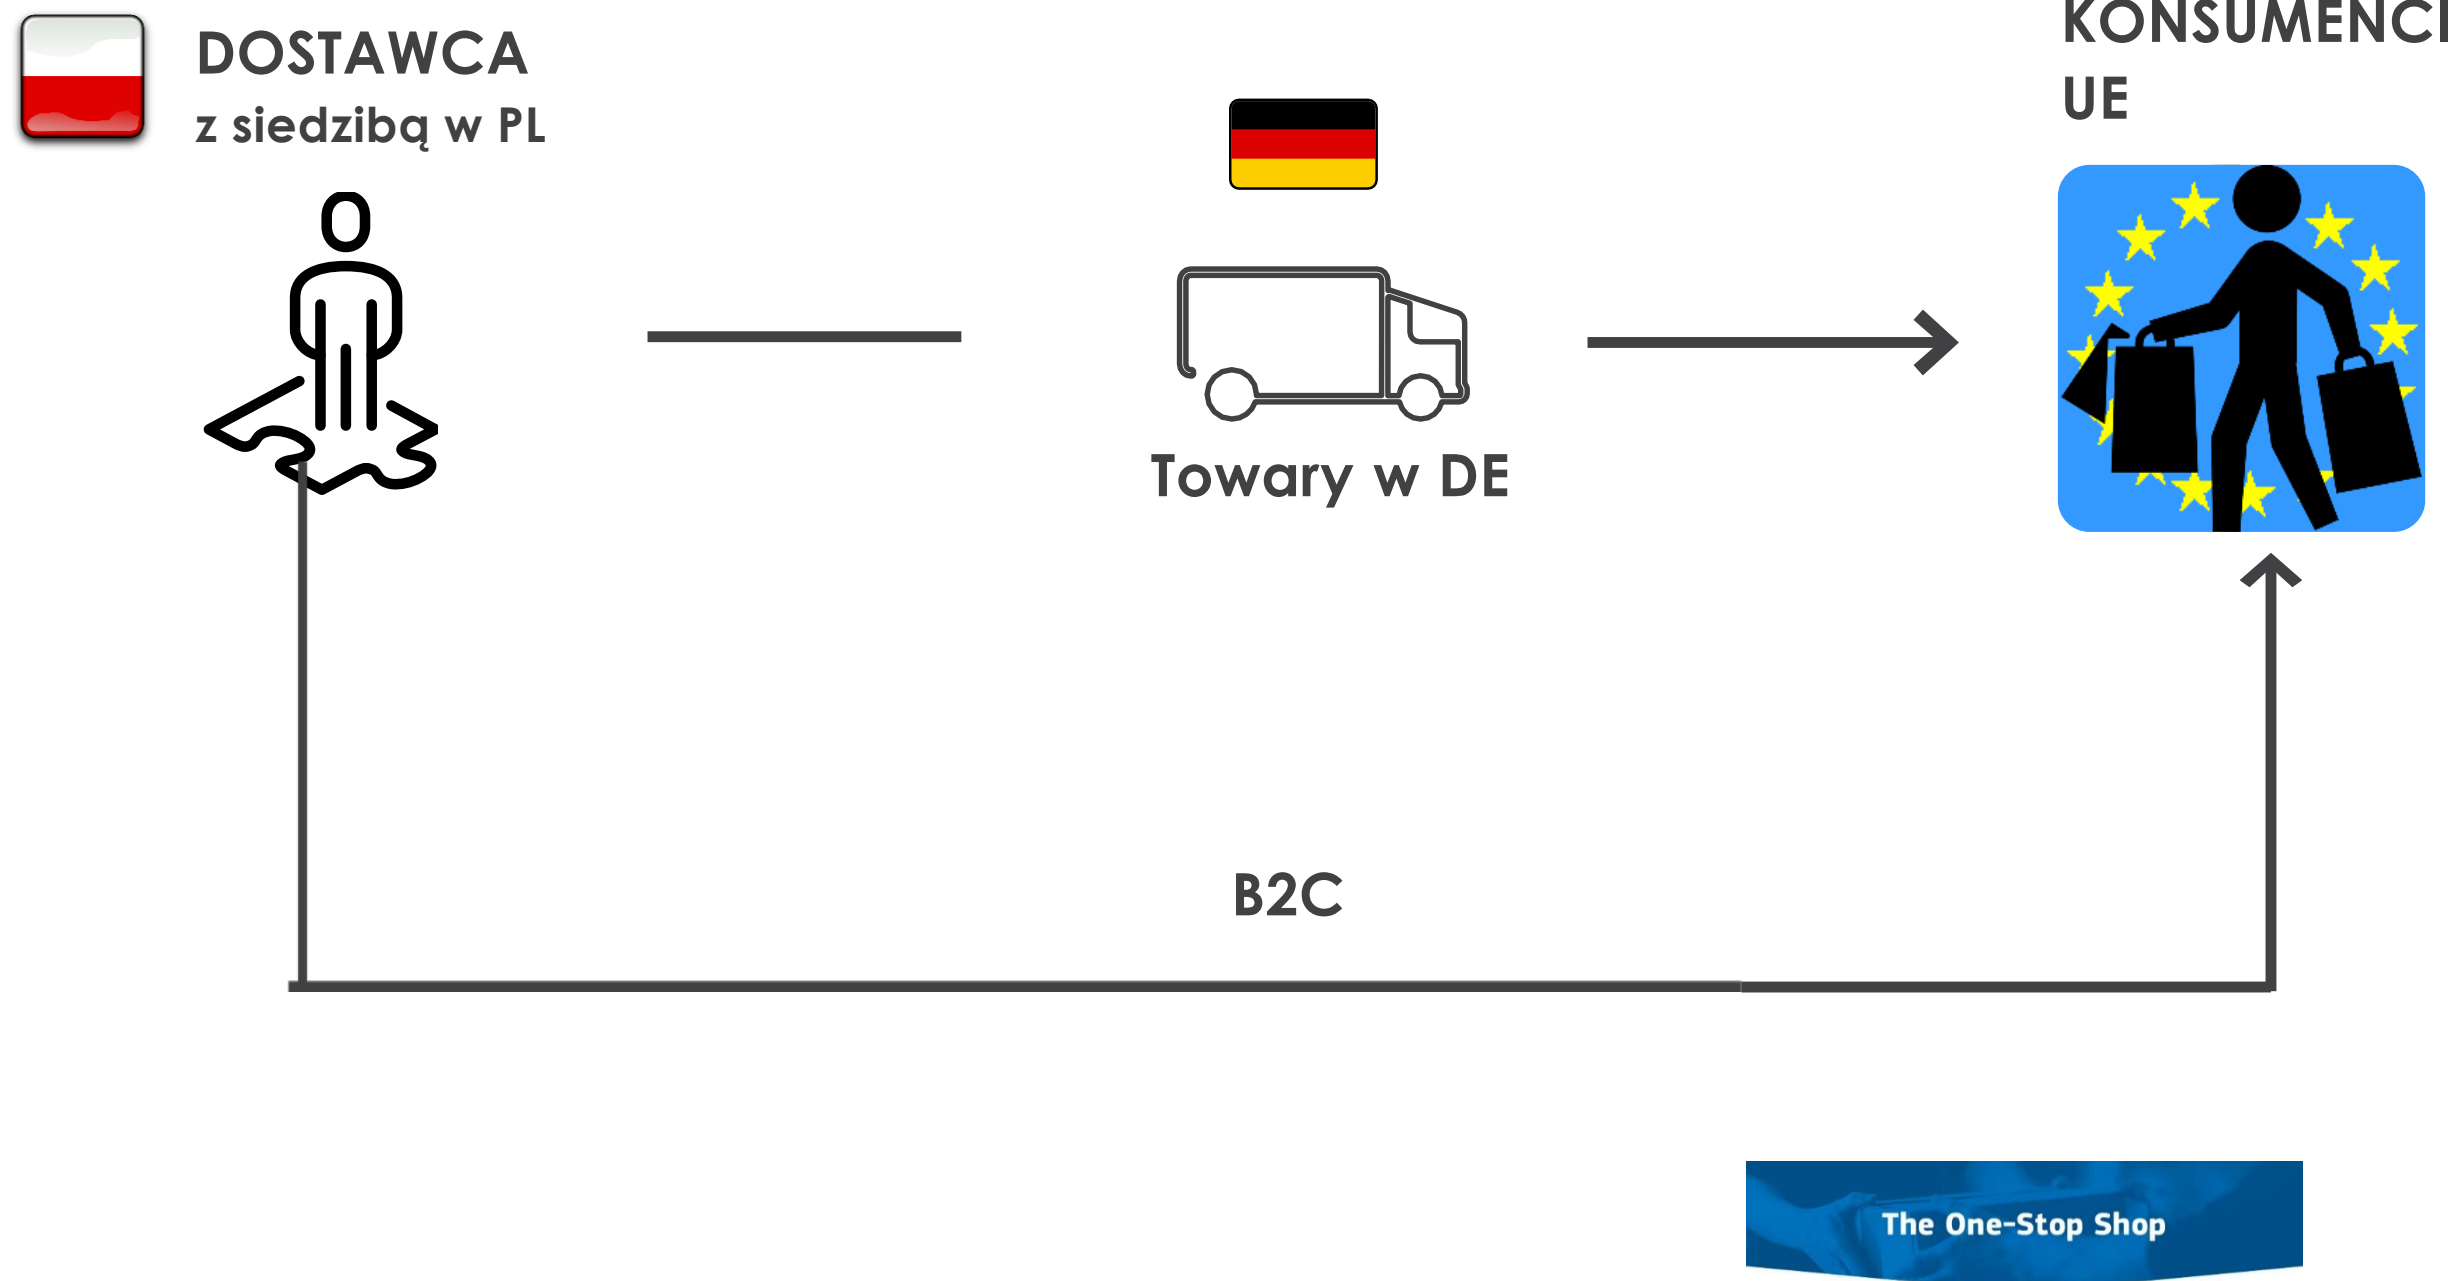 DOSTAWCA
z siedzibą w PL
KONSUMENCI
UE
Towary w DE
B2C
The One-Stop Shop